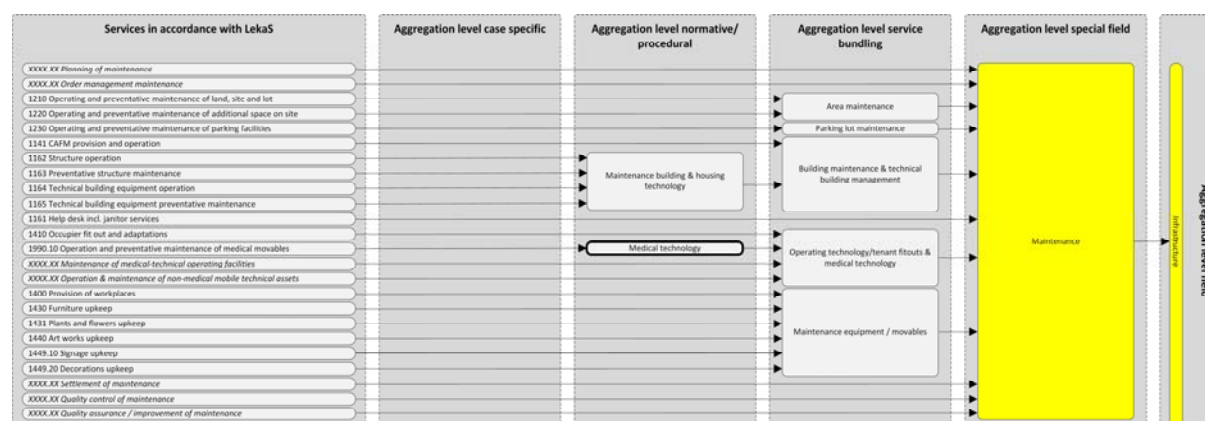 Services in accordance with LekaS
Aggregation level case specific
Aggregation level normative/
procedural
Aggregation level service
bundling
Aggregation level special field
XXXX.XX Planning of maintenance
XXXX.XX Order management maintenance
1210 Operating and preventative maintenance of land, site and lot
1220 Operating and preventative maintenance of additional space on site
1230 Operating and preventative maintenance of parking facilities
1141 CAFM provision and operation
1162 Structure operation
1163 Preventative structure maintenance
1164 Technical building equipment operation
1165 Technical building equipment preventative maintenance
1161 Help desk incl. janitor services
1410 Occupier fit out and adaptations
1990.10 Operation and preventative maintenance of medical movables
XXXX.XX Maintenance of medical-technical operating facilities
XXXX.XX Operation & maintenance of non-medical mobile technical assets
1400 Provision of workplaces
1430 Furniture upkeep
1431 Plants and flowers upkeep
1440 Art works upkeep
1449.10 Signage upkeep
1449.20 Decorations upkeep
XXXX.XX Settlement of maintenance
XXXX.XX Quality control of maintenance
XXXX.XX Quality assurance / improvement of maintenance
Maintenance building & housing
technology
Medical technology
Area maintenance
Parking lot maintenance
Building maintenance & technical
building management
Operating technology/tenant fitouts &
medical technology
Maintenance equipment / movables
Maintenance
Infrastructure
Aggregation level